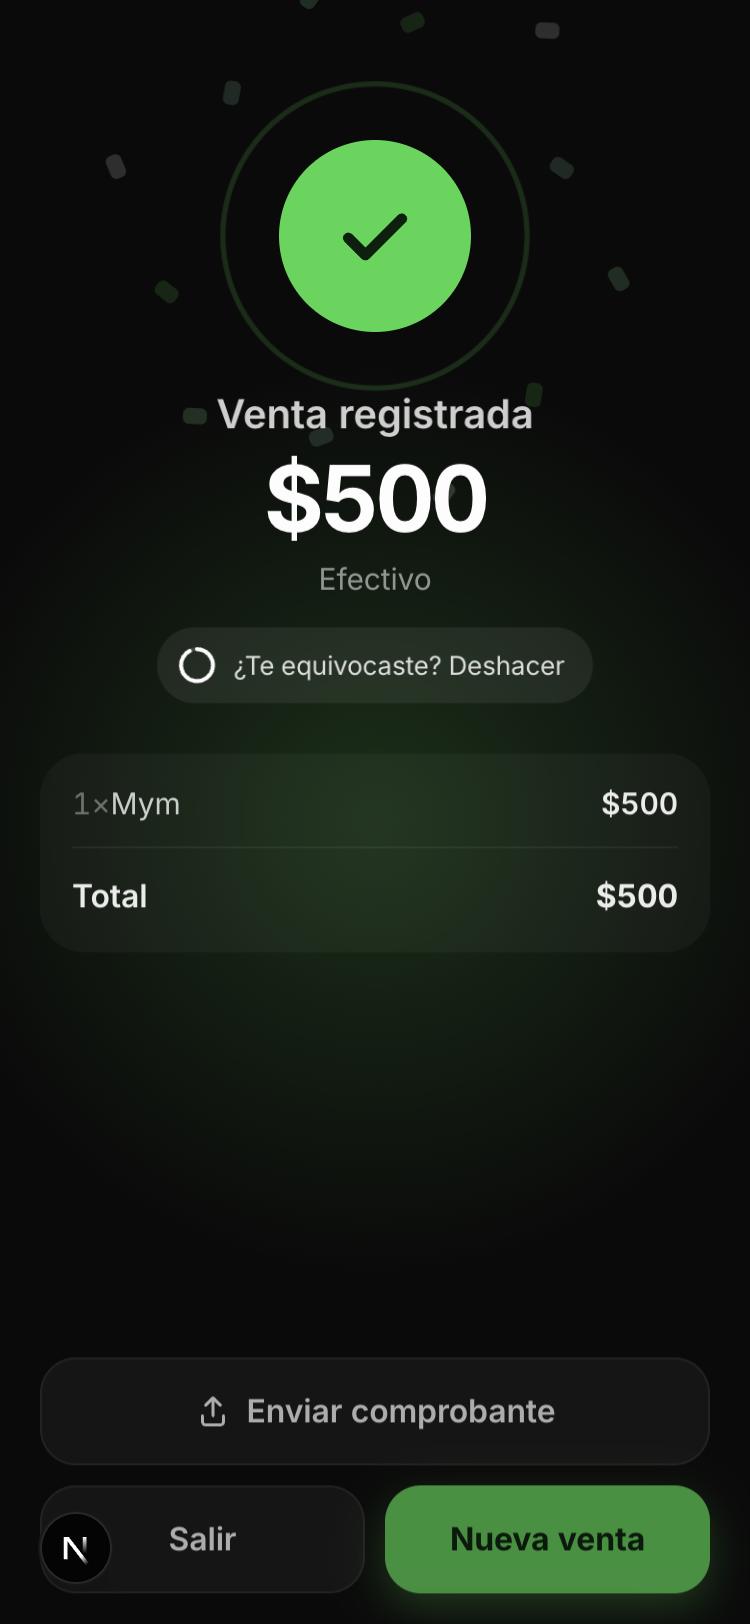 Venta registrada
$500
Efectivo
¿Te equivocaste? Deshacer
1×Mym $500
Total $500
Enviar comprobante
N Salir Nueva venta